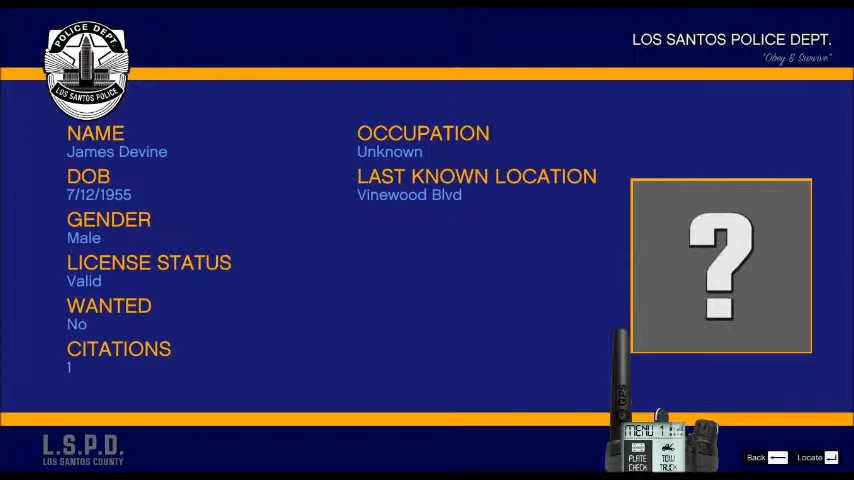 POLICE DEPT.
LOS SANTOS POLICE
LOS SANTOS POLICE DEPT.
"Obey & Survive."
NAME
James Devine
DOB
7/12/1955
GENDER
Male
LICENSE STATUS
Valid
WANTED
No
CITATIONS
1
OCCUPATION
Unknown
LAST KNOWN LOCATION
Vinewood Blvd
?
L.S.P.D.
LOS SANTOS COUNTY
GPS
MENU 1
PLATE CHECK
TOW TRUCK
Back
Locate